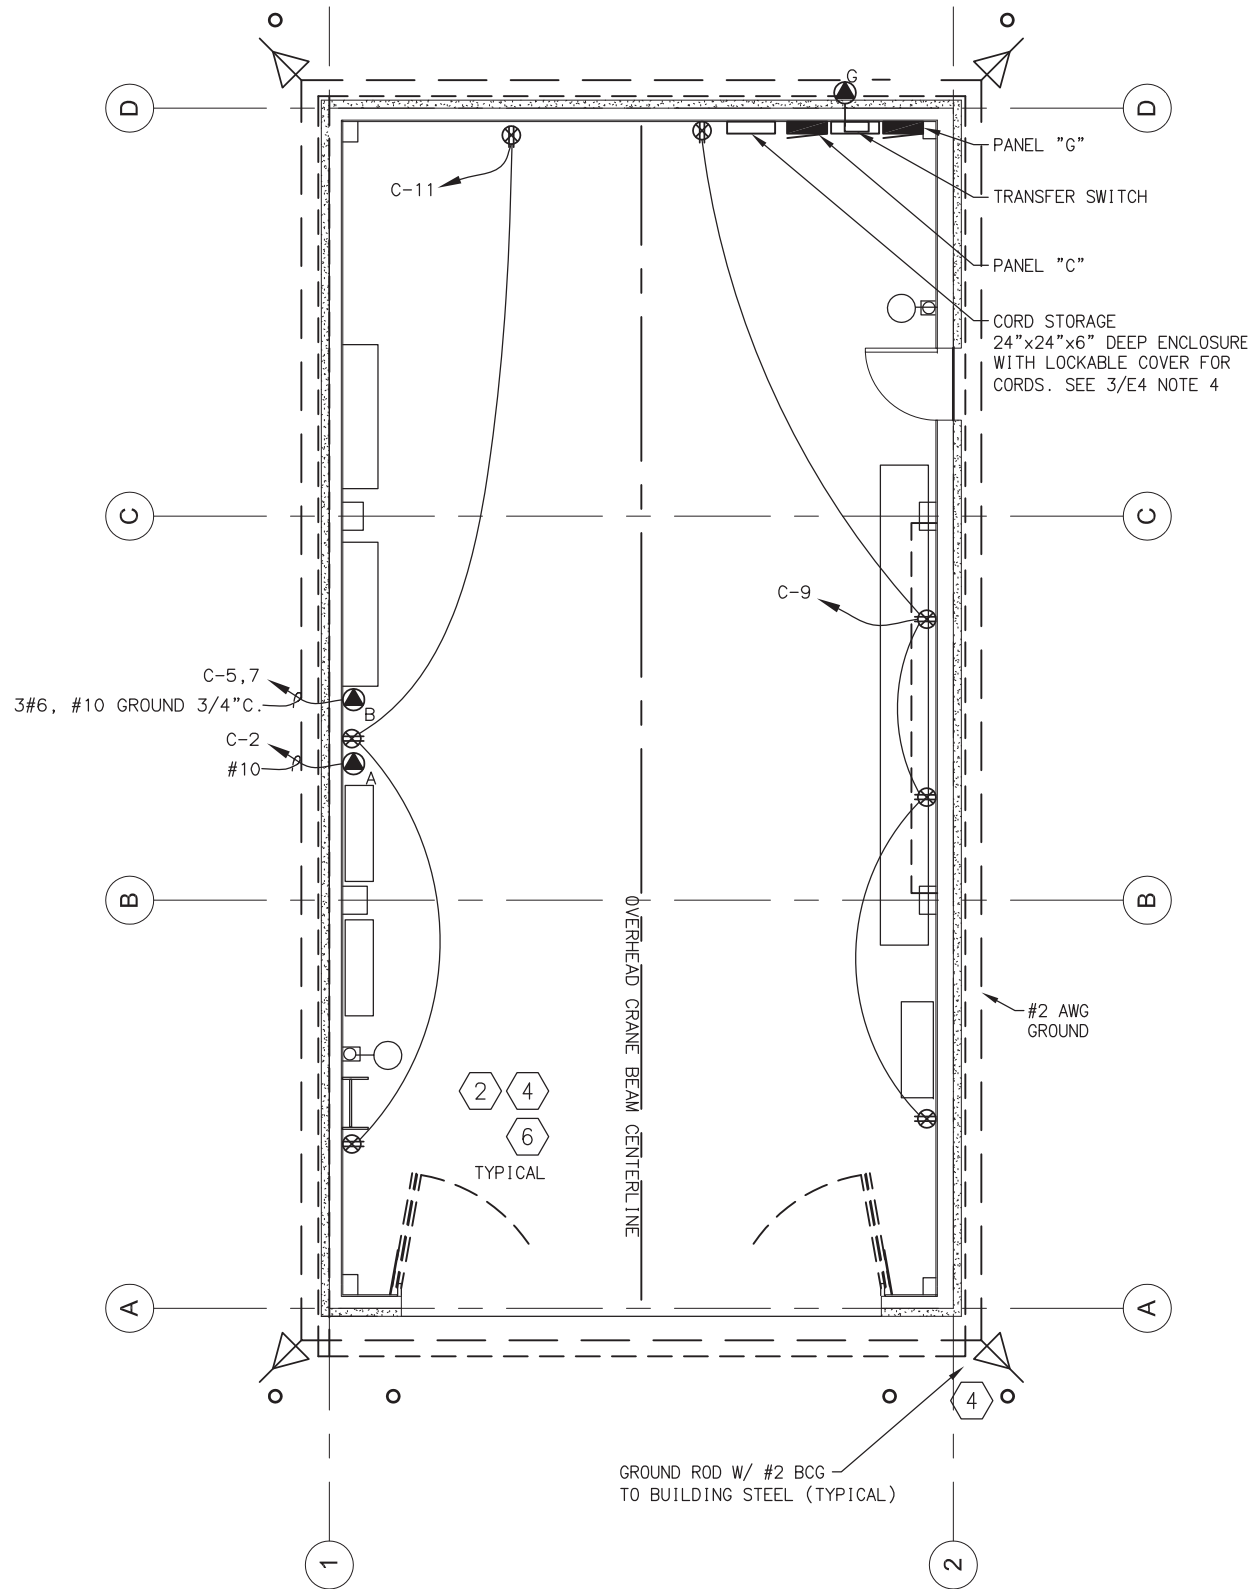 G
D
D
PANEL "G"
C-11
TRANSFER SWITCH
PANEL "C"
CORD STORAGE
24"x24"x6" DEEP ENCLOSURE
WITH LOCKABLE COVER FOR
CORDS. SEE 3/E4 NOTE 4
C
C
C-9
C-5,7
3#6, #10 GROUND 3/4"C.
B
C-2
#10
A
B
B
OVERHEAD CRANE BEAM CENTERLINE
#2 AWG
GROUND
2
4
6
TYPICAL
A
A
4
GROUND ROD W/ #2 BCG
TO BUILDING STEEL (TYPICAL)
1
2